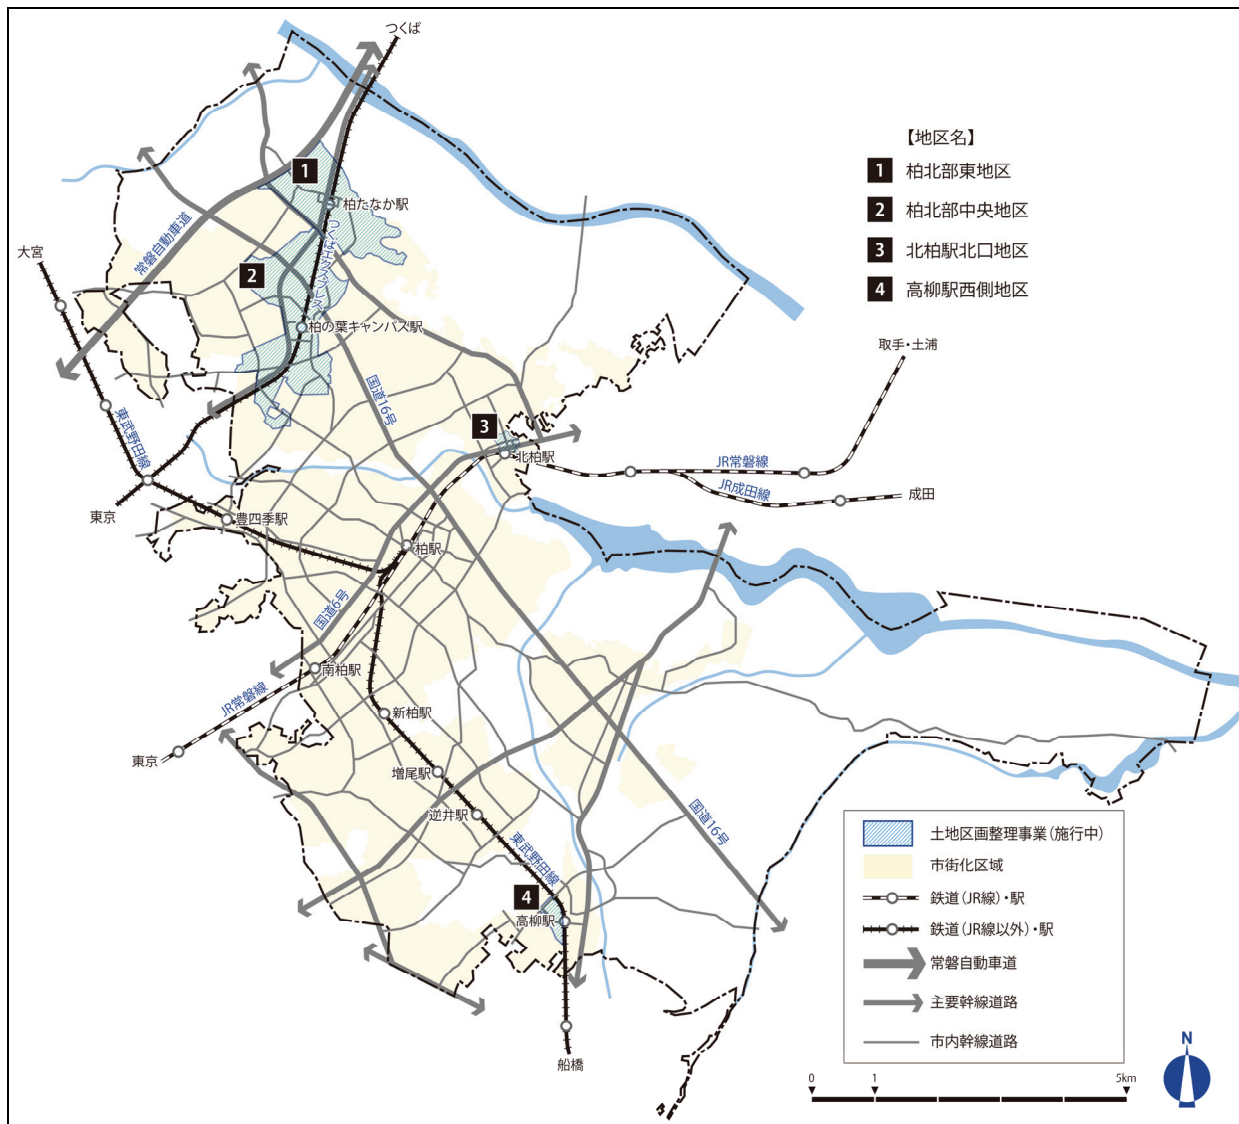 つくば
【地区名】
1 柏北部東地区
2 柏北部中央地区
3 北柏駅北口地区
4 高柳駅西側地区
1
柏たなか駅
常磐自動車道
つくばエクスプレス
大宮
2
柏の葉キャンパス駅
取手・土浦
国道16号
東武野田線
3
北柏駅
JR常磐線
JR成田線
成田
東京
豊四季駅
柏駅
国道6号
南柏駅
JR常磐線
新柏駅
東京
増尾駅
逆井駅
国道16号
東武野田線
4
高柳駅
船橋
土地区画整理事業（施行中）
市街化区域
鉄道（JR線）・駅
鉄道（JR線以外）・駅
常磐自動車道
主要幹線道路
市内幹線道路
N
0 1 5km